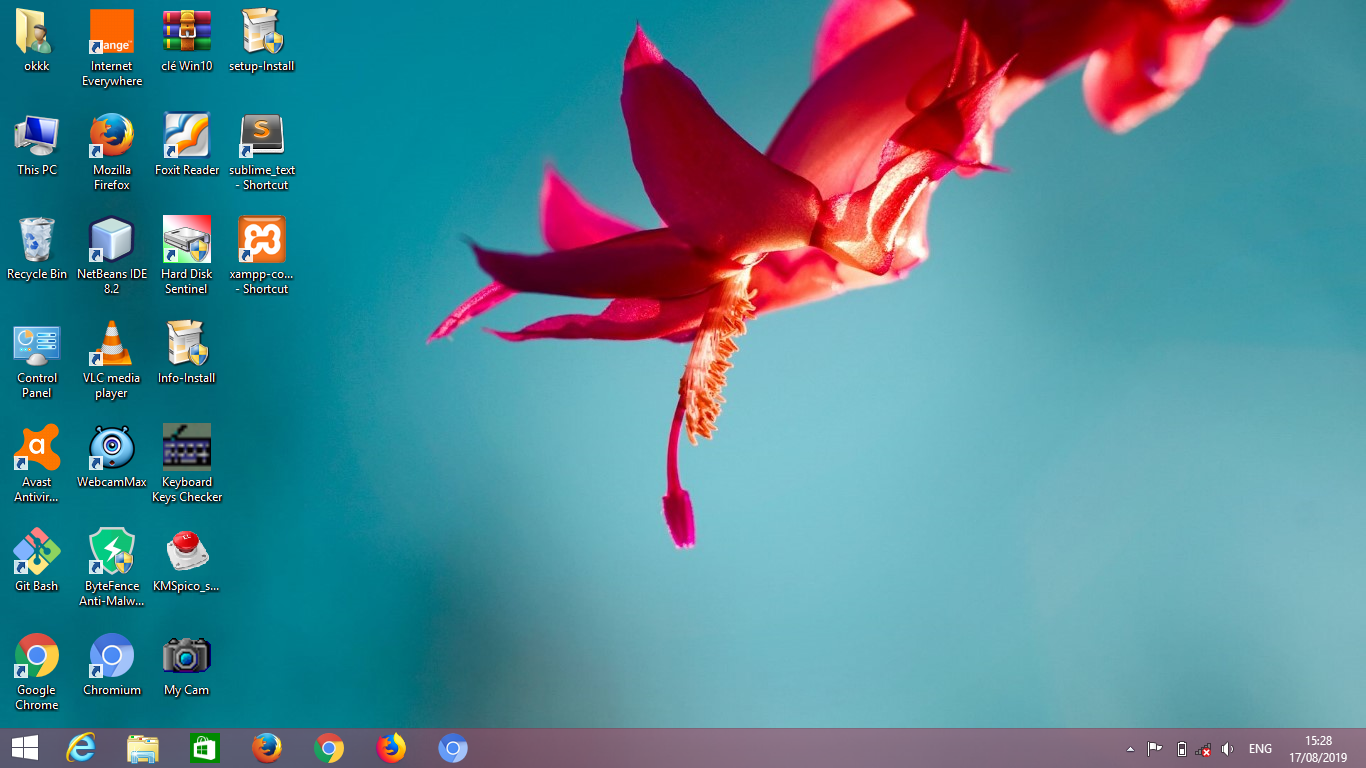 okkk
ange™
Internet
Everywhere
clé Win10
setup-Install
This PC
Mozilla
Firefox
Foxit Reader
S
sublime_text
- Shortcut
Recycle Bin
NetBeans IDE
8.2
Hard Disk
Sentinel
xampp-co...
- Shortcut
Control
Panel
VLC media
player
Info-Install
a
Avast
Antivir...
WebcamMax
Keyboard
Keys Checker
Git Bash
ByteFence
Anti-Malw...
KMSpico_s...
Google
Chrome
Chromium
My Cam
ENG
15:28
17/08/2019